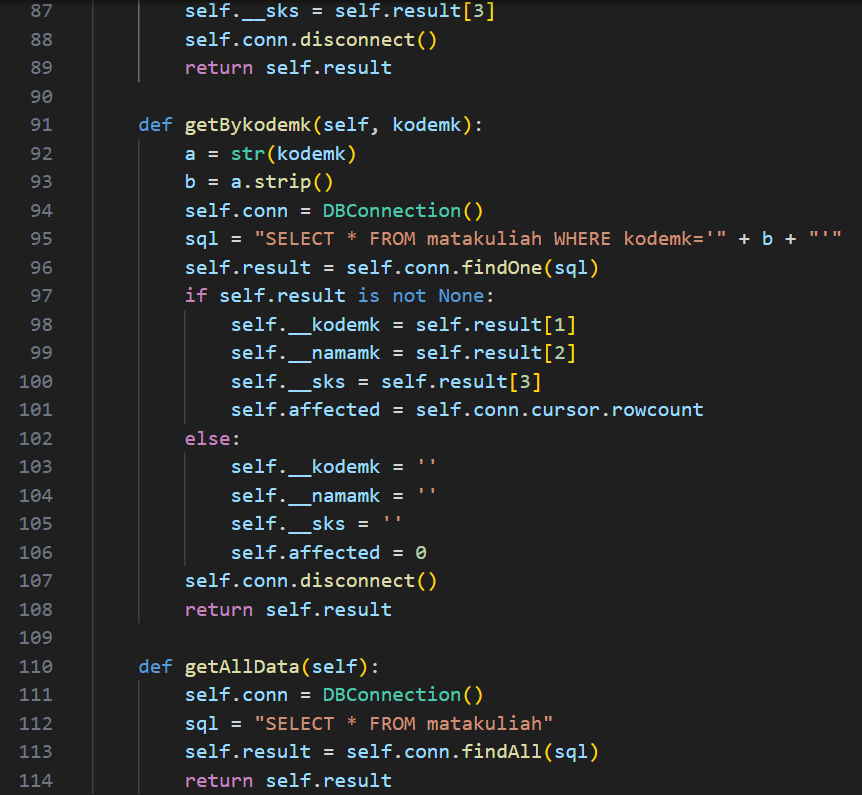 87 self.__sks = self.result[3]
88 self.conn.disconnect()
89 return self.result
90
91 def getBykodemk(self, kodemk):
92 a = str(kodemk)
93 b = a.strip()
94 self.conn = DBConnection()
95 sql = "SELECT * FROM matakuliah WHERE kodemk='" + b + "'"
96 self.result = self.conn.findOne(sql)
97 if self.result is not None:
98 self.__kodemk = self.result[1]
99 self.__namamk = self.result[2]
100 self.__sks = self.result[3]
101 self.affected = self.conn.cursor.rowcount
102 else:
103 self.__kodemk = ''
104 self.__namamk = ''
105 self.__sks = ''
106 self.affected = 0
107 self.conn.disconnect()
108 return self.result
109
110 def getAllData(self):
111 self.conn = DBConnection()
112 sql = "SELECT * FROM matakuliah"
113 self.result = self.conn.findAll(sql)
114 return self.result